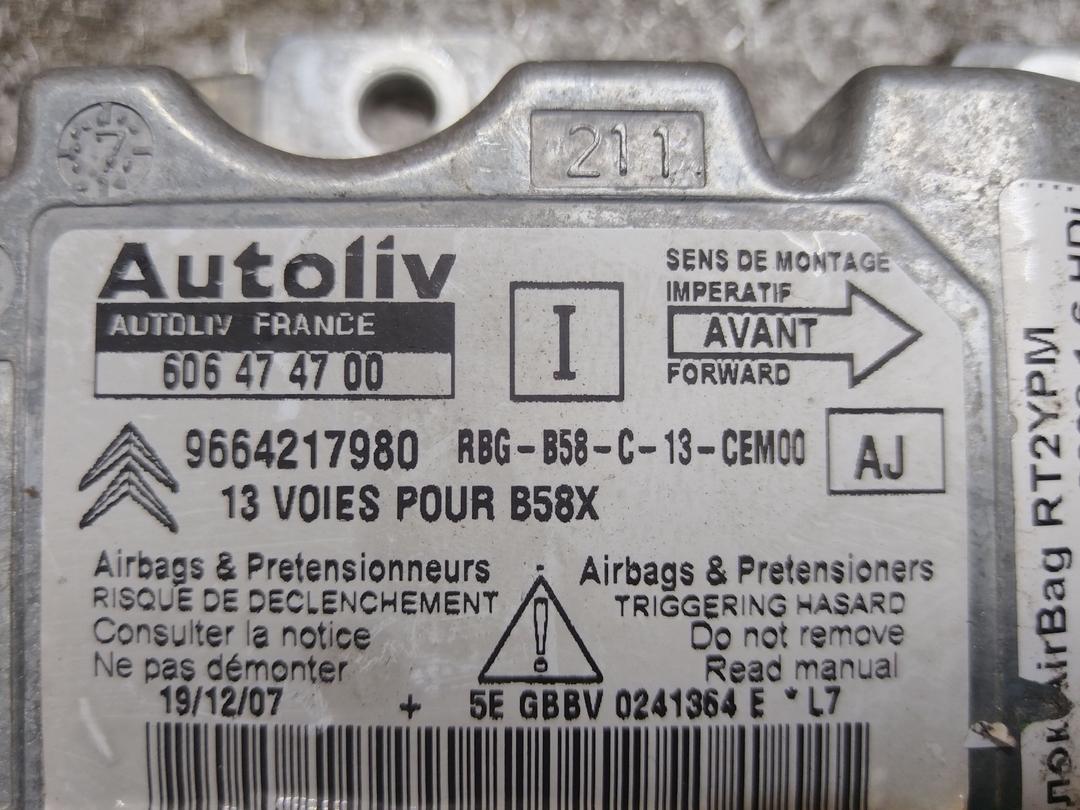 7
211
Autoliv
AUTOLIV FRANCE
606 47 47 00
I
SENS DE MONTAGE
IMPERATIF
AVANT
FORWARD
9664217980 RBG-B58-C-13-CEM00
AJ
13 VOIES POUR B58X
Airbags & Pretensionneurs
RISQUE DE DECLENCHEMENT
Consulter la notice
Ne pas démonter
Airbags & Pretensioners
TRIGGERING HASARD
Do not remove
Read manual
19/12/07 + 5E GBBV 0241364 E * L7
AirBag RT2YPM
HDi